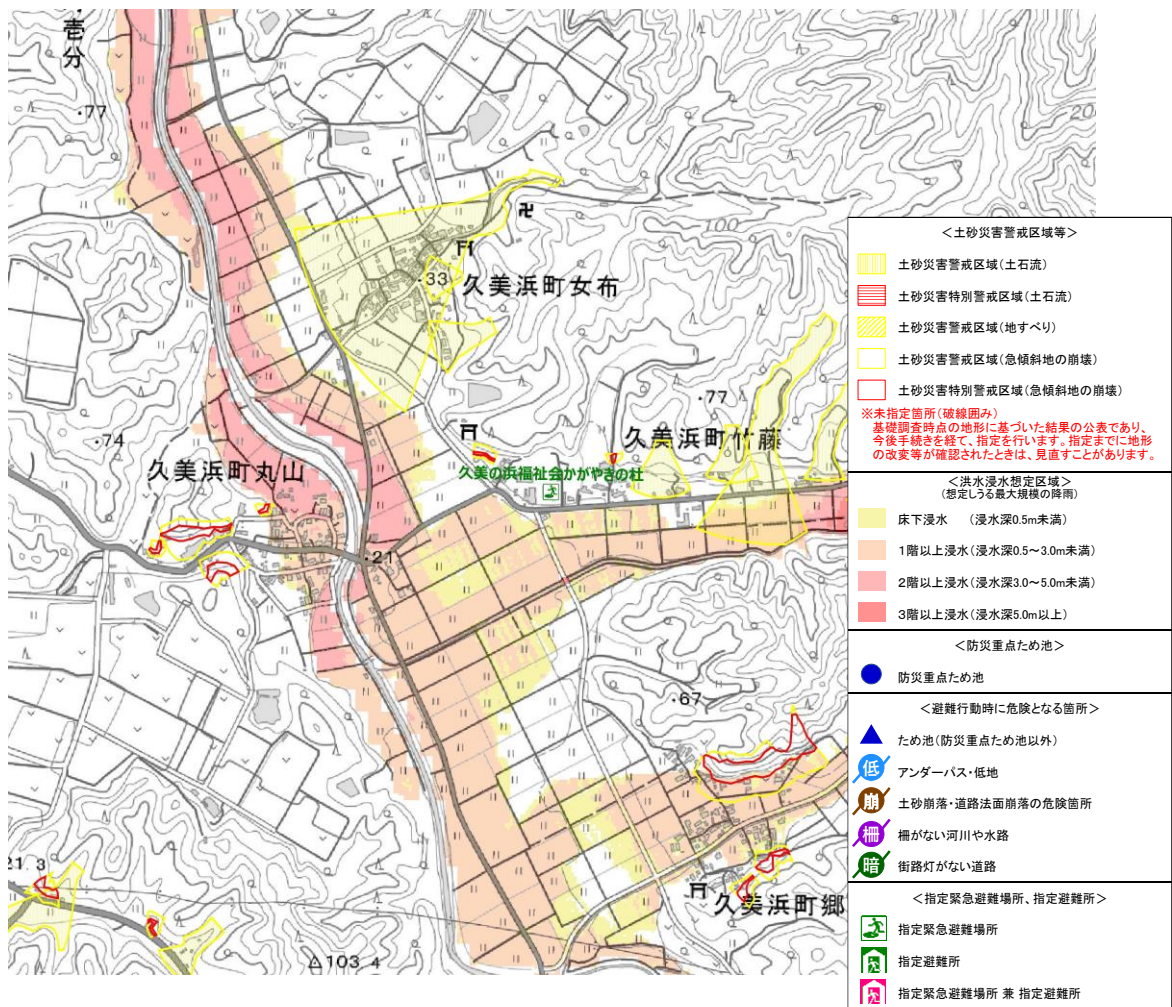 壱分
・77
20
卍
・33
久美浜町女布
・77
・74
久美浜町竹藤
久美の浜福祉会かがやきの杜
久美浜町丸山
・21
・67
21.3
久美浜町郷
△103.4
＜土砂災害警戒区域等＞
土砂災害警戒区域(土石流)
土砂災害特別警戒区域(土石流)
土砂災害警戒区域(地すべり)
土砂災害警戒区域(急傾斜地の崩壊)
土砂災害特別警戒区域(急傾斜地の崩壊)
※未指定箇所(破線囲み)
基礎調査時点の地形に基づいた結果の公表であり、
今後手続きを経て、指定を行います。指定までに地形
の改変等が確認されたときは、見直すことがあります。
＜洪水浸水想定区域＞
(想定しうる最大規模の降雨)
床下浸水　(浸水深0.5m未満)
1階以上浸水(浸水深0.5～3.0m未満)
2階以上浸水(浸水深3.0～5.0m未満)
3階以上浸水(浸水深5.0m以上)
＜防災重点ため池＞
防災重点ため池
＜避難行動時に危険となる箇所＞
ため池(防災重点ため池以外)
低 アンダーパス・低地
崩 土砂崩落・道路法面崩落の危険箇所
柵 柵がない河川や水路
暗 街路灯がない道路
＜指定緊急避難場所、指定避難所＞
指定緊急避難場所
指定避難所
指定緊急避難場所 兼 指定避難所